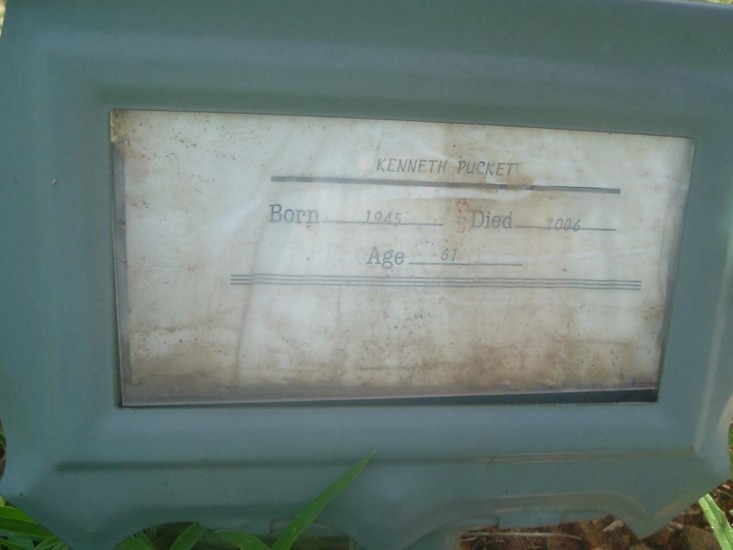 KENNETH PUCKETT
Born 1945 Died 2006
Age 61